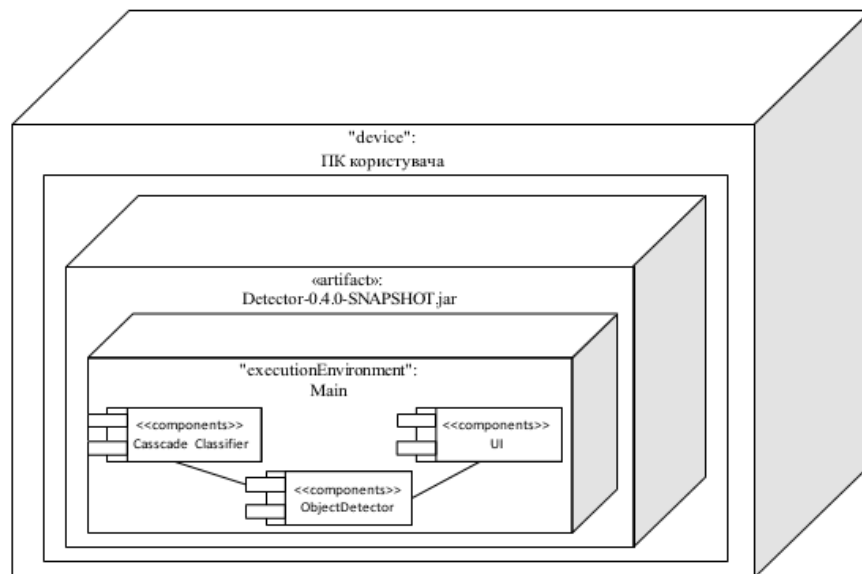 "device":
ПК користувача
«artifact»:
Detector-0.4.0-SNAPSHOT.jar
"executionEnvironment":
Main
<<components>>
Casscade Classifier
<<components>>
UI
<<components>>
ObjectDetector